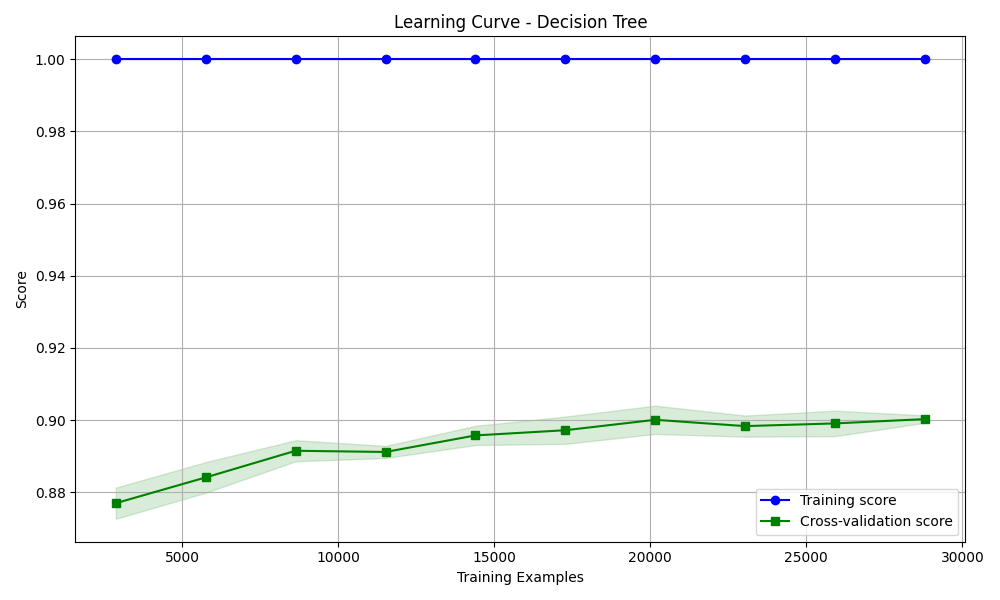 Learning Curve - Decision Tree
1.00
0.98
0.96
0.94
0.92
0.90
0.88
Score
5000
10000
15000
20000
25000
30000
Training Examples
Training score
Cross-validation score